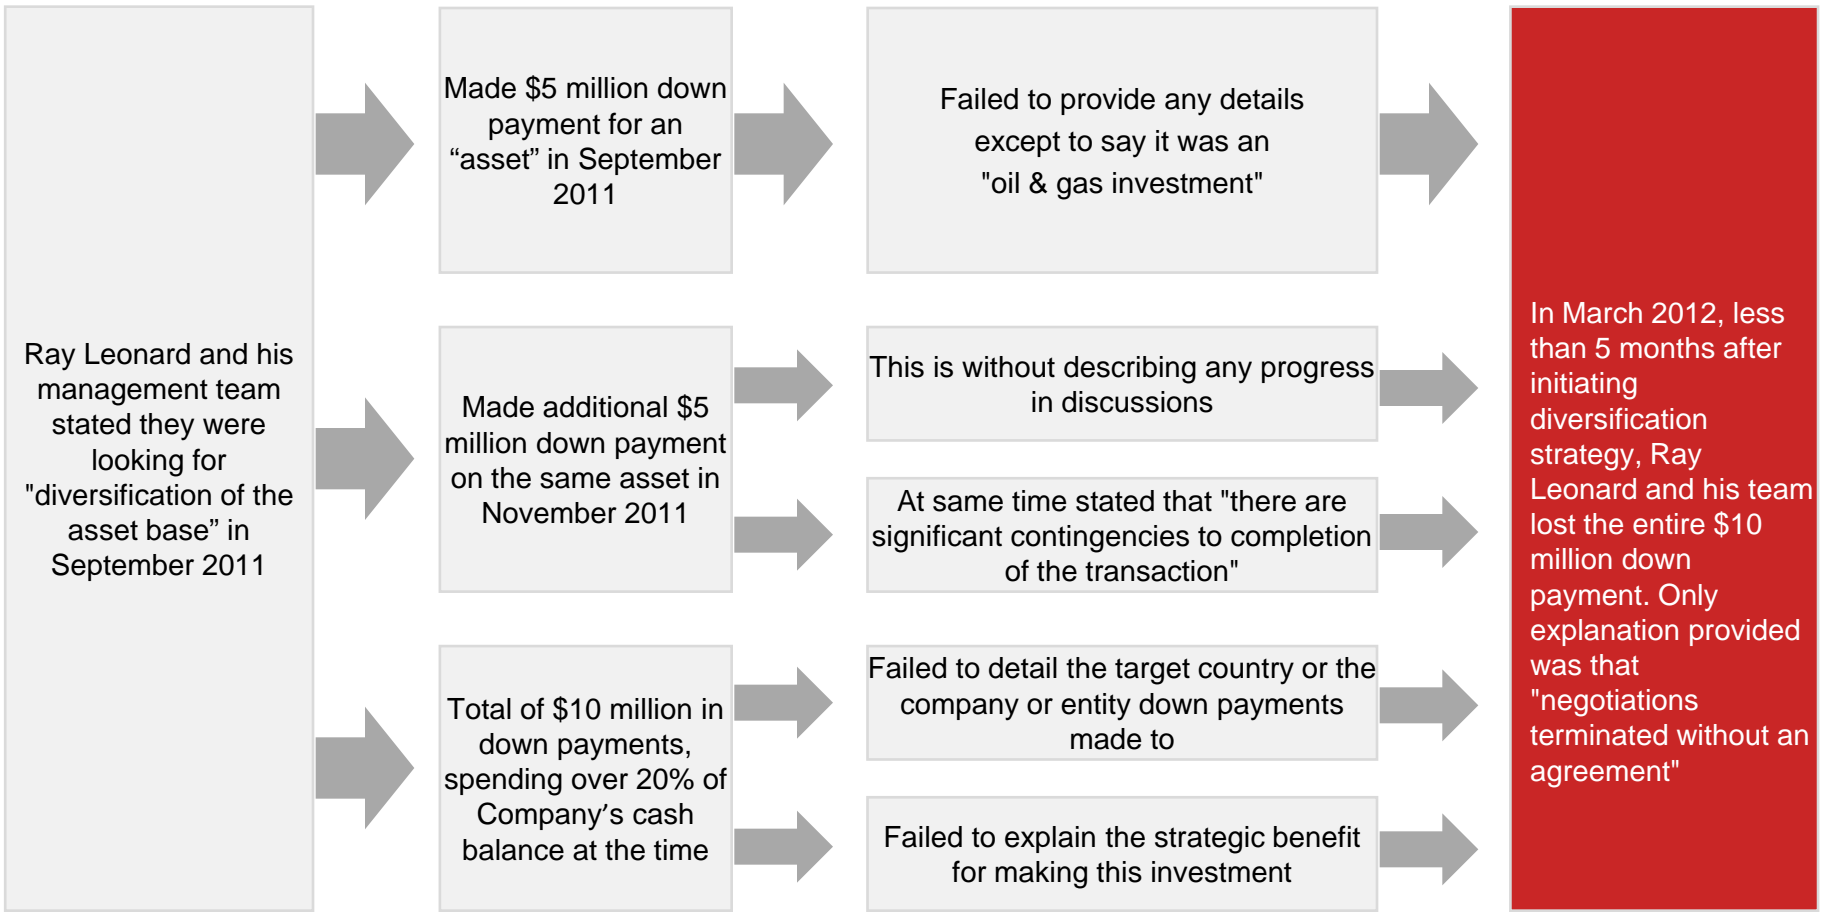 Ray Leonard and his
management team
stated they were
looking for
"diversification of the
asset base” in
September 2011
Made $5 million down
payment for an
“asset” in September
2011
Failed to provide any details
except to say it was an
"oil & gas investment"
Made additional $5
million down payment
on the same asset in
November 2011
This is without describing any progress
in discussions
At same time stated that "there are
significant contingencies to completion
of the transaction"
Total of $10 million in
down payments,
spending over 20% of
Company’s cash
balance at the time
Failed to detail the target country or the
company or entity down payments
made to
Failed to explain the strategic benefit
for making this investment
In March 2012, less
than 5 months after
initiating
diversification
strategy, Ray
Leonard and his team
lost the entire $10
million down
payment. Only
explanation provided
was that
"negotiations
terminated without an
agreement"